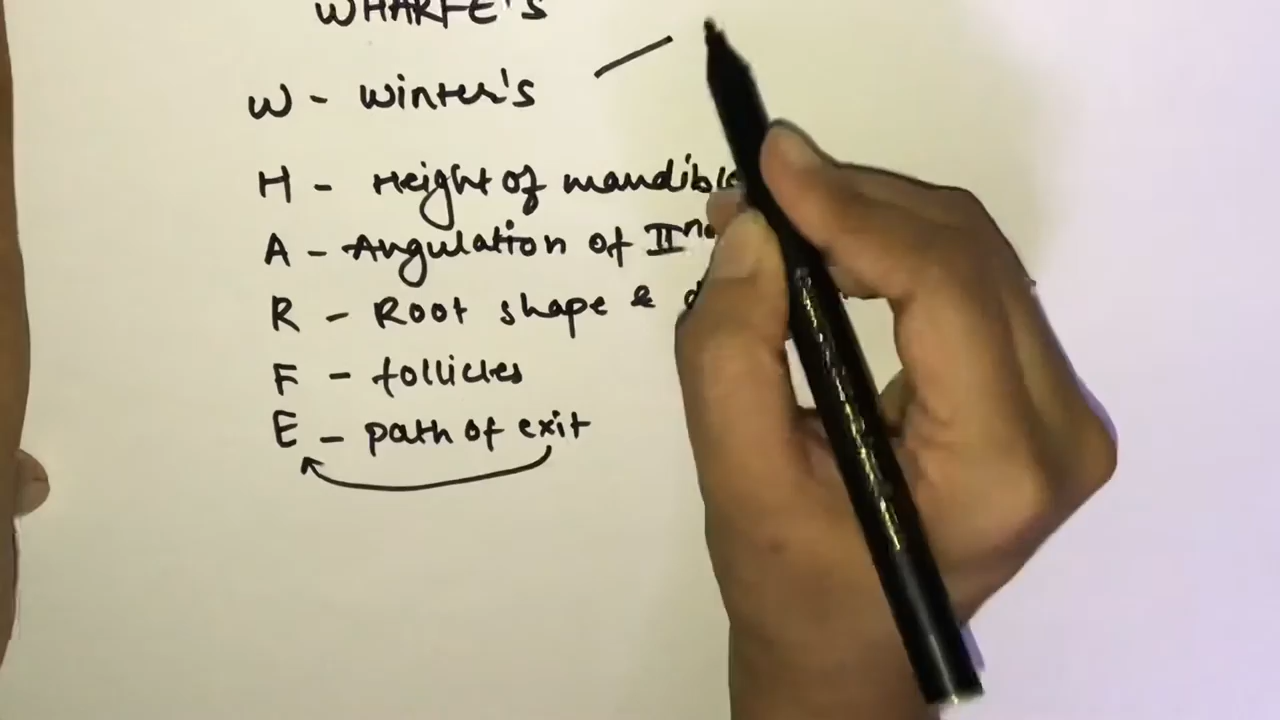 WHARFE'S
W - Winter's
H - Height of mandible
A - Angulation of IInd
R - Root shape &
F - follicles
E - path of exit